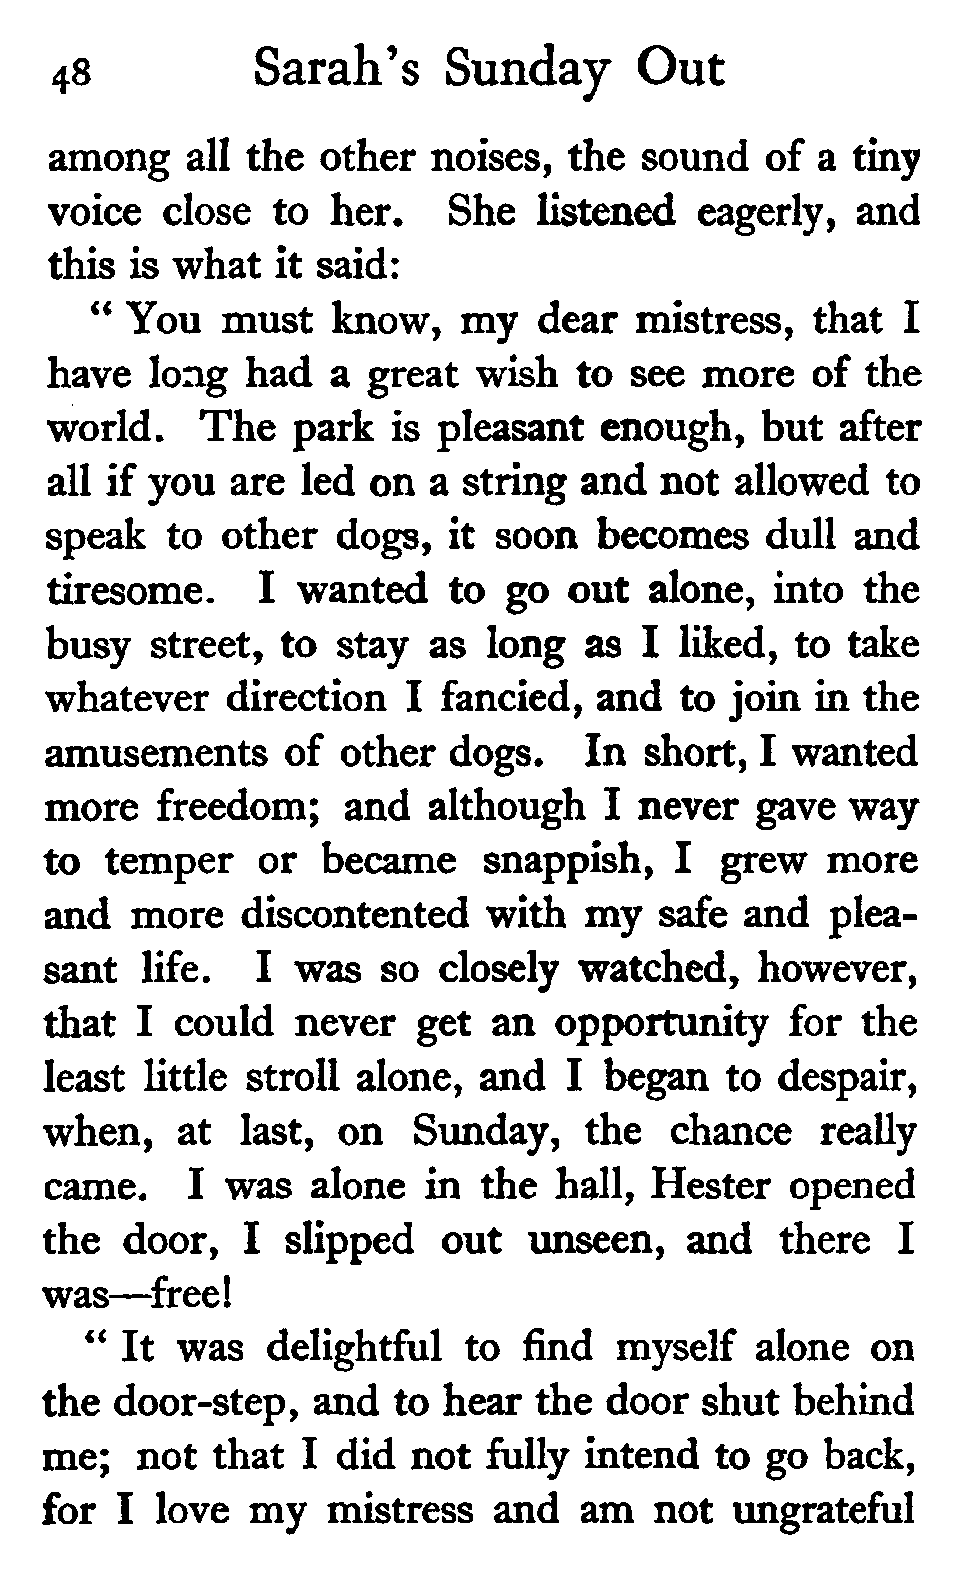 48 Sarah's Sunday Out
among all the other noises, the sound of a tiny
voice close to her. She listened eagerly, and
this is what it said:
“ You must know, my dear mistress, that I
have long had a great wish to see more of the
world. The park is pleasant enough, but after
all if you are led on a string and not allowed to
speak to other dogs, it soon becomes dull and
tiresome. I wanted to go out alone, into the
busy street, to stay as long as I liked, to take
whatever direction I fancied, and to join in the
amusements of other dogs. In short, I wanted
more freedom; and although I never gave way
to temper or became snappish, I grew more
and more discontented with my safe and plea-
sant life. I was so closely watched, however,
that I could never get an opportunity for the
least little stroll alone, and I began to despair,
when, at last, on Sunday, the chance really
came. I was alone in the hall, Hester opened
the door, I slipped out unseen, and there I
was—free!
“ It was delightful to find myself alone on
the door-step, and to hear the door shut behind
me; not that I did not fully intend to go back,
for I love my mistress and am not ungrateful